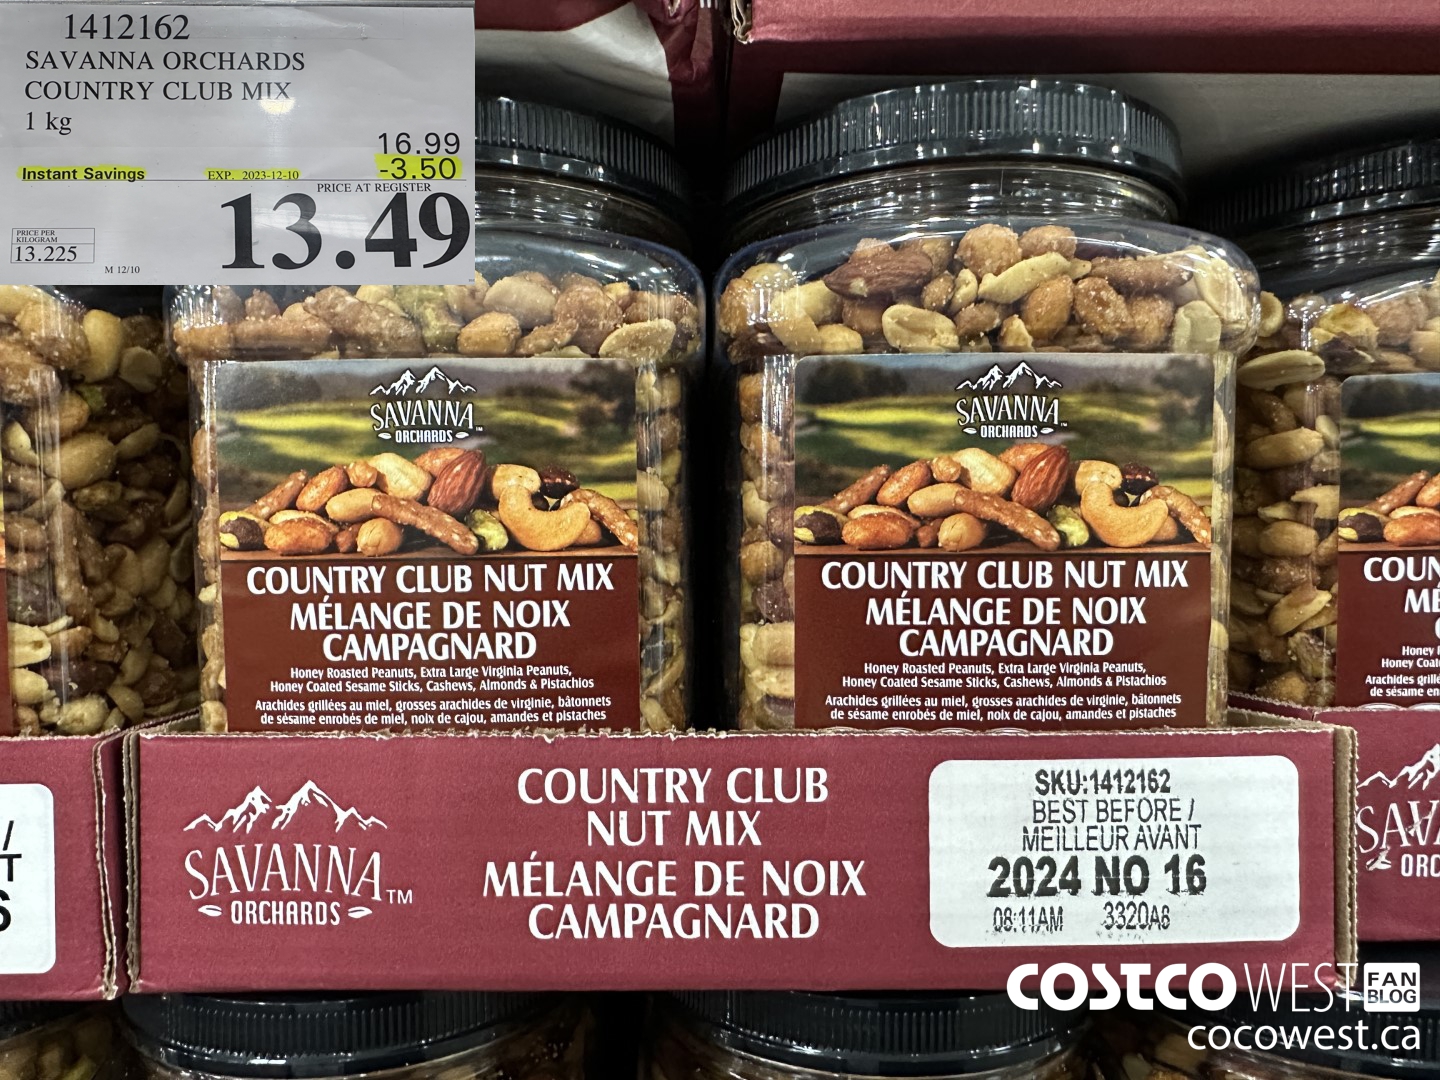 1412162
SAVANNA ORCHARDS
COUNTRY CLUB MIX
1 kg
16.99
Instant Savings EXP. 2023-12-10 -3.50
PRICE AT REGISTER
13.49
PRICE PER
KILOGRAM
13.225
M 12/10
SAVANNA™
ORCHARDS
COUNTRY CLUB NUT MIX
MÉLANGE DE NOIX
CAMPAGNARD
Honey Roasted Peanuts, Extra Large Virginia Peanuts,
Honey Coated Sesame Sticks, Cashews, Almonds & Pistachios
Arachides grillées au miel, grosses arachides de virginie, bâtonnets
de sésame enrobés de miel, noix de cajou, amandes et pistaches
SAVANNA™
ORCHARDS
COUNTRY CLUB NUT MIX
MÉLANGE DE NOIX
CAMPAGNARD
Honey Roasted Peanuts, Extra Large Virginia Peanuts,
Honey Coated Sesame Sticks, Cashews, Almonds & Pistachios
Arachides grillées au miel, grosses arachides de virginie, bâtonnets
de sésame enrobés de miel, noix de cajou, amandes et pistaches
SAVANNA™
ORCHARDS
COUNTRY CLUB
NUT MIX
MÉLANGE DE NOIX
CAMPAGNARD
SKU:1412162
BEST BEFORE /
MEILLEUR AVANT
2024 NO 16
08:11AM 3320A8
COSTCO WEST FAN BLOG
cocowest.ca